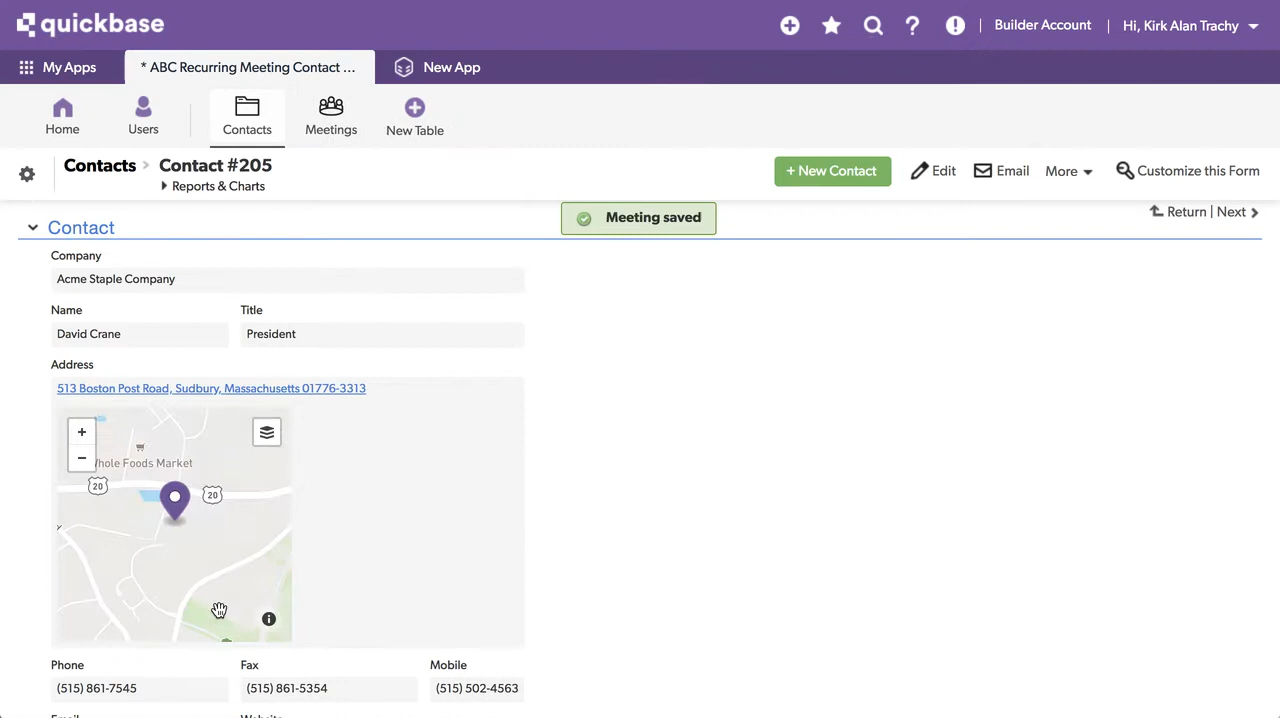 quickbase
Builder Account | Hi, Kirk Alan Trachy
My Apps
* ABC Recurring Meeting Contact ...
New App
Home
Users
Contacts
Meetings
New Table
Contacts > Contact #205
Reports & Charts
+ New Contact
Edit
Email
More
Customize this Form
Meeting saved
Return | Next
Contact
Company
Acme Staple Company
Name
Title
David Crane
President
Address
513 Boston Post Road, Sudbury, Massachusetts 01776-3313
+
−
Whole Foods Market
20
20
Phone
Fax
Mobile
(515) 861-7545
(515) 861-5354
(515) 502-4563